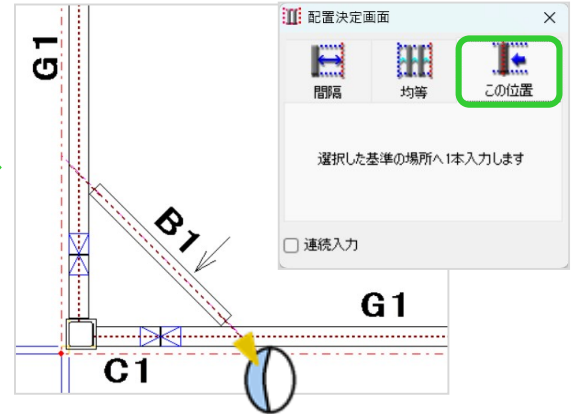 G1
B1
G1
C1
配置決定画面
間隔
均等
この位置
選択した基準の場所へ1本入力します
連続入力